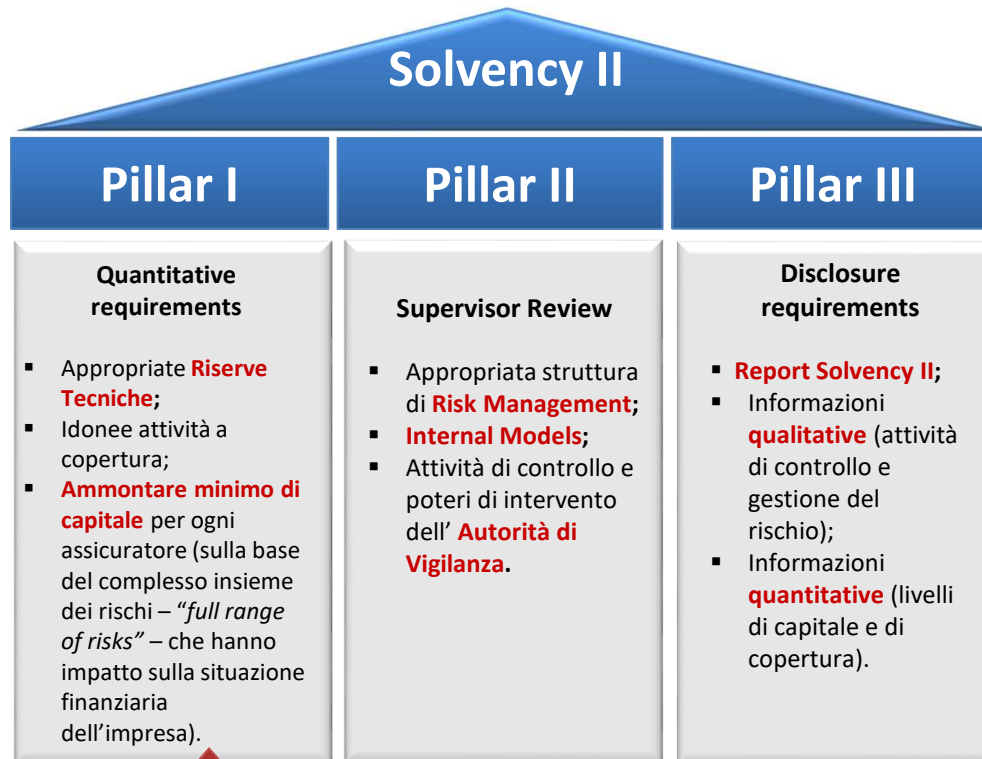 Solvency II
Pillar I
Quantitative
requirements
▪ Appropriate Riserve
Tecniche;
▪ Idonee attività a
copertura;
▪ Ammontare minimo di
capitale per ogni
assicuratore (sulla base
del complesso insieme
dei rischi – “full range
of risks” – che hanno
impatto sulla situazione
finanziaria
dell’impresa).
Pillar II
Supervisor Review
▪ Appropriata struttura
di Risk Management;
▪ Internal Models;
▪ Attività di controllo e
poteri di intervento
dell’ Autorità di
Vigilanza.
Pillar III
Disclosure
requirements
▪ Report Solvency II;
▪ Informazioni
qualitative (attività
di controllo e
gestione del
rischio);
▪ Informazioni
quantitative (livelli
di capitale e di
copertura).